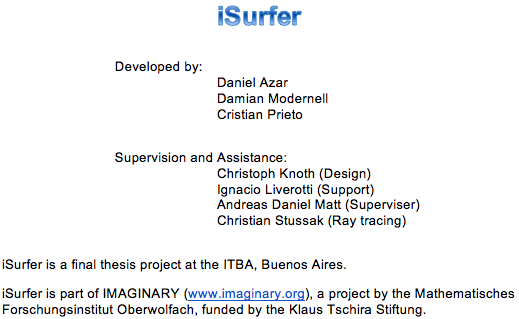 iSurfer
Developed by:
Daniel Azar
Damian Modernell
Cristian Prieto
Supervision and Assistance:
Christoph Knoth (Design)
Ignacio Liverotti (Support)
Andreas Daniel Matt (Superviser)
Christian Stussak (Ray tracing)
iSurfer is a final thesis project at the ITBA, Buenos Aires.
iSurfer is part of IMAGINARY (www.imaginary.org), a project by the Mathematisches
Forschungsinstitut Oberwolfach, funded by the Klaus Tschira Stiftung.